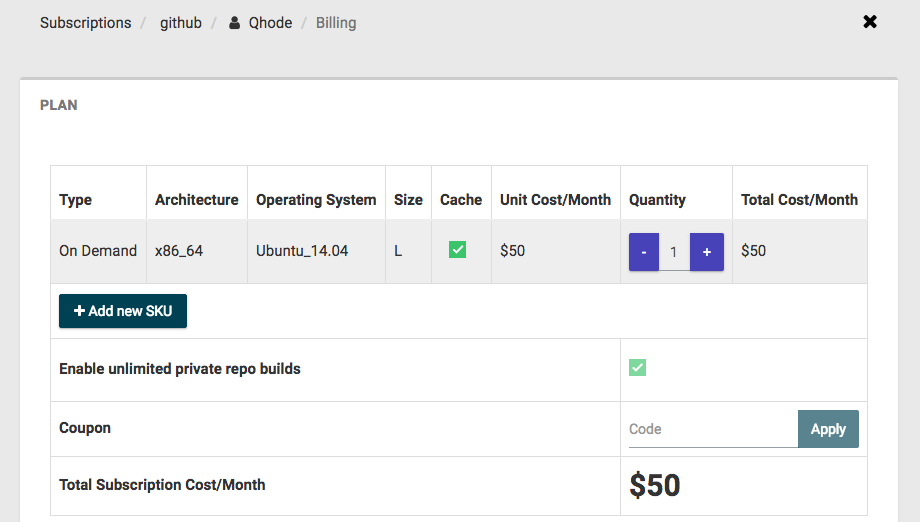 Subscriptions / github / Qhode / Billing
PLAN
Type Architecture Operating System Size Cache Unit Cost/Month Quantity Total Cost/Month
On Demand x86_64 Ubuntu_14.04 L $50 - 1 + $50
+ Add new SKU
Enable unlimited private repo builds
Coupon Code Apply
Total Subscription Cost/Month $50